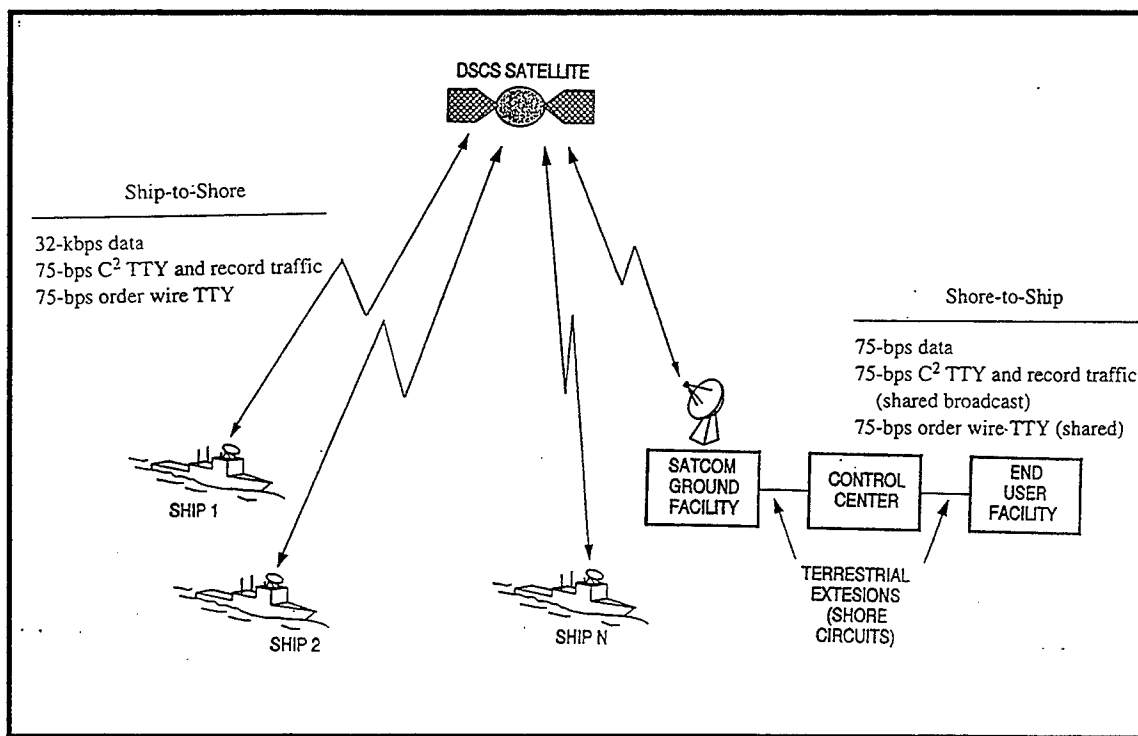 DSCS SATELLITE
Ship-to-Shore
32-kbps data
75-bps C² TTY and record traffic
75-bps order wire TTY
Shore-to-Ship
75-bps data
75-bps C² TTY and record traffic
(shared broadcast)
75-bps order wire TTY (shared)
SATCOM
GROUND
FACILITY
CONTROL
CENTER
END
USER
FACILITY
TERRESTRIAL
EXTESIONS
(SHORE
CIRCUITS)
SHIP 1
SHIP 2
SHIP N